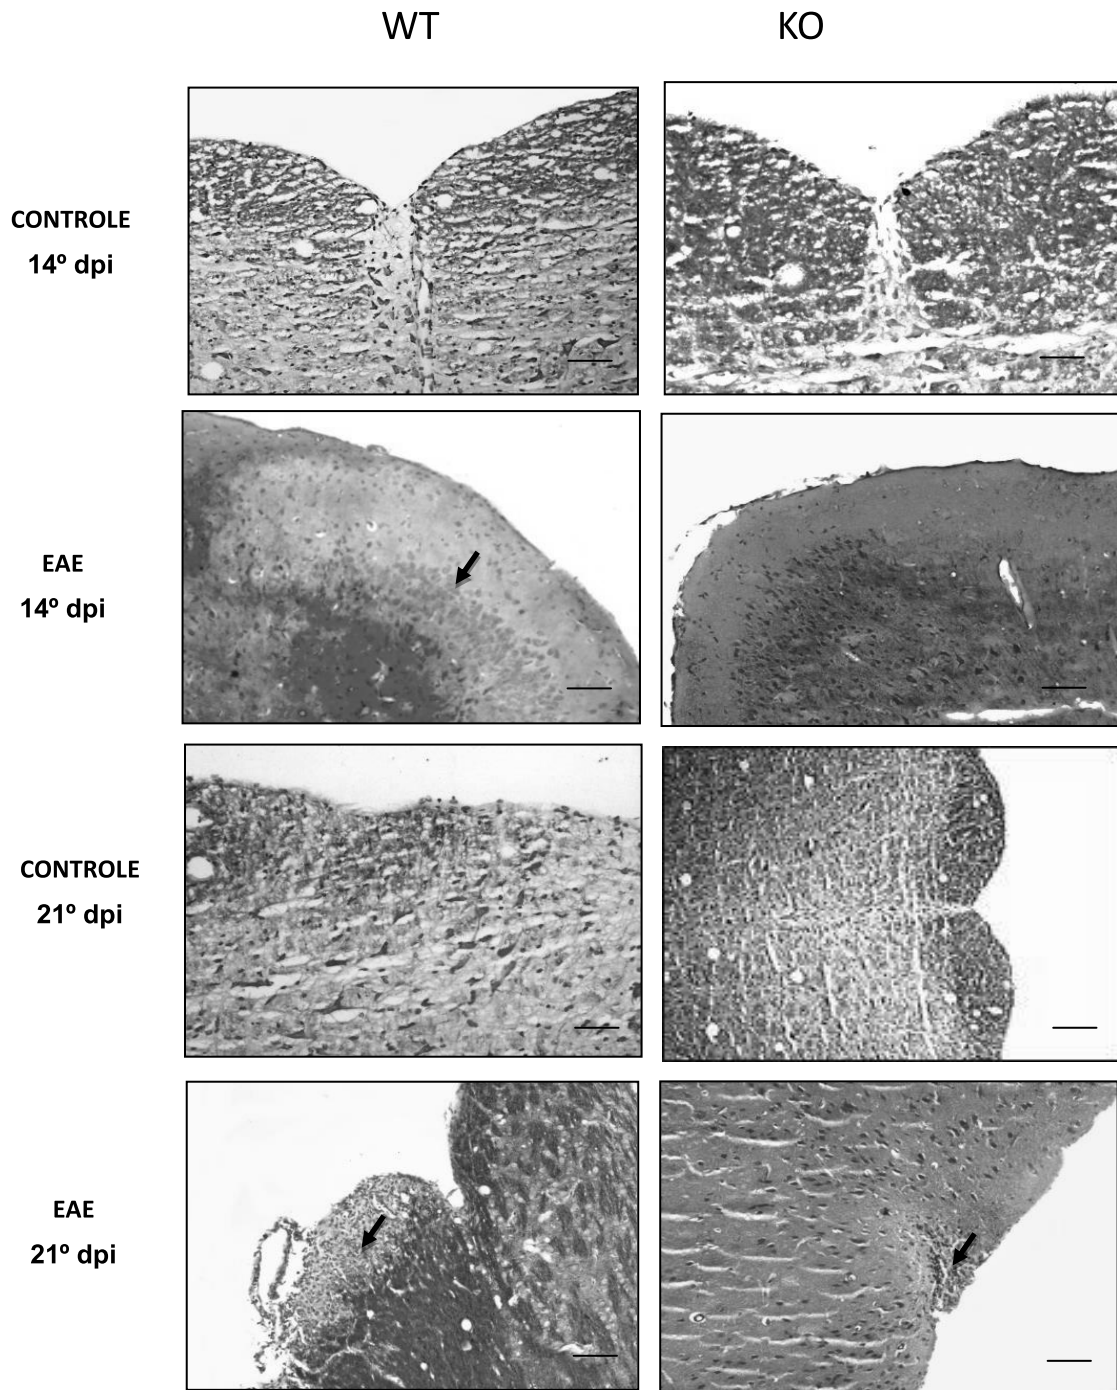 WT KO
CONTROLE
14º dpi
EAE
14º dpi
CONTROLE
21º dpi
EAE
21º dpi